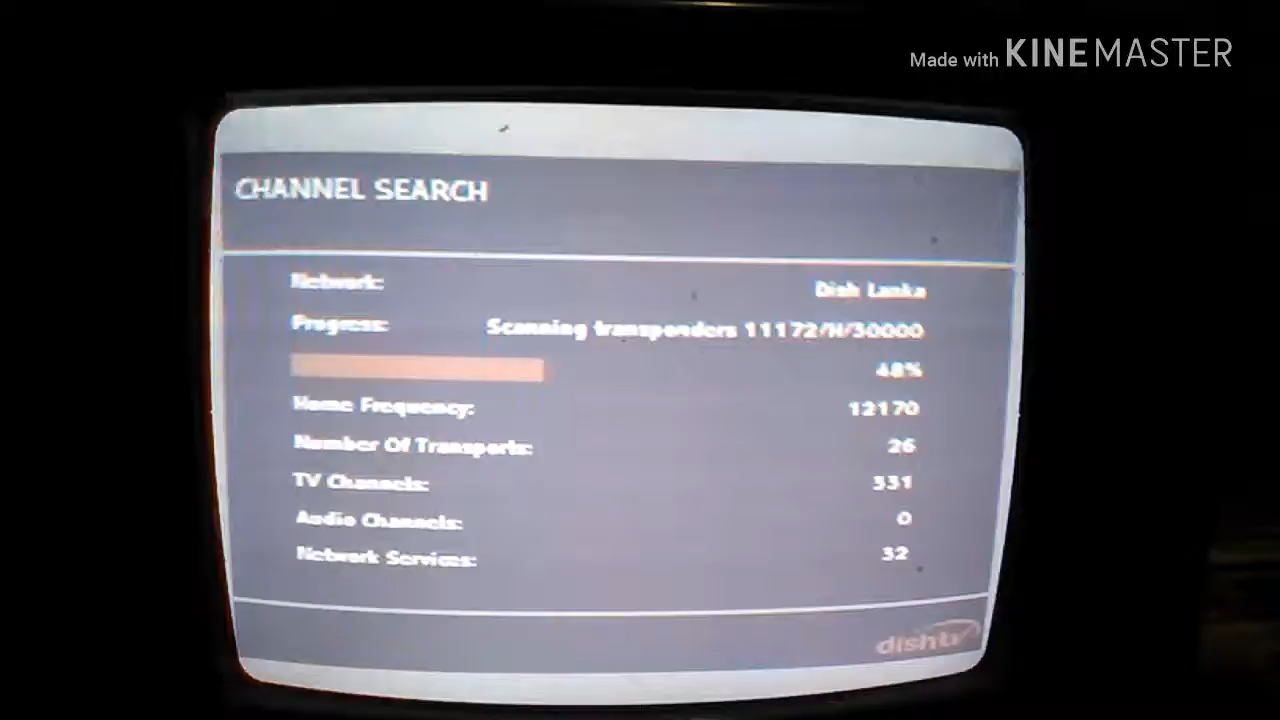 Made with KINEMASTER
CHANNEL SEARCH
Network: Dish Lanka
Progress: Scanning transponders 11172/H/30000
48%
Home Frequency: 12170
Number Of Transports: 26
TV Channels: 331
Audio Channels: 0
Network Services: 32
dishtv